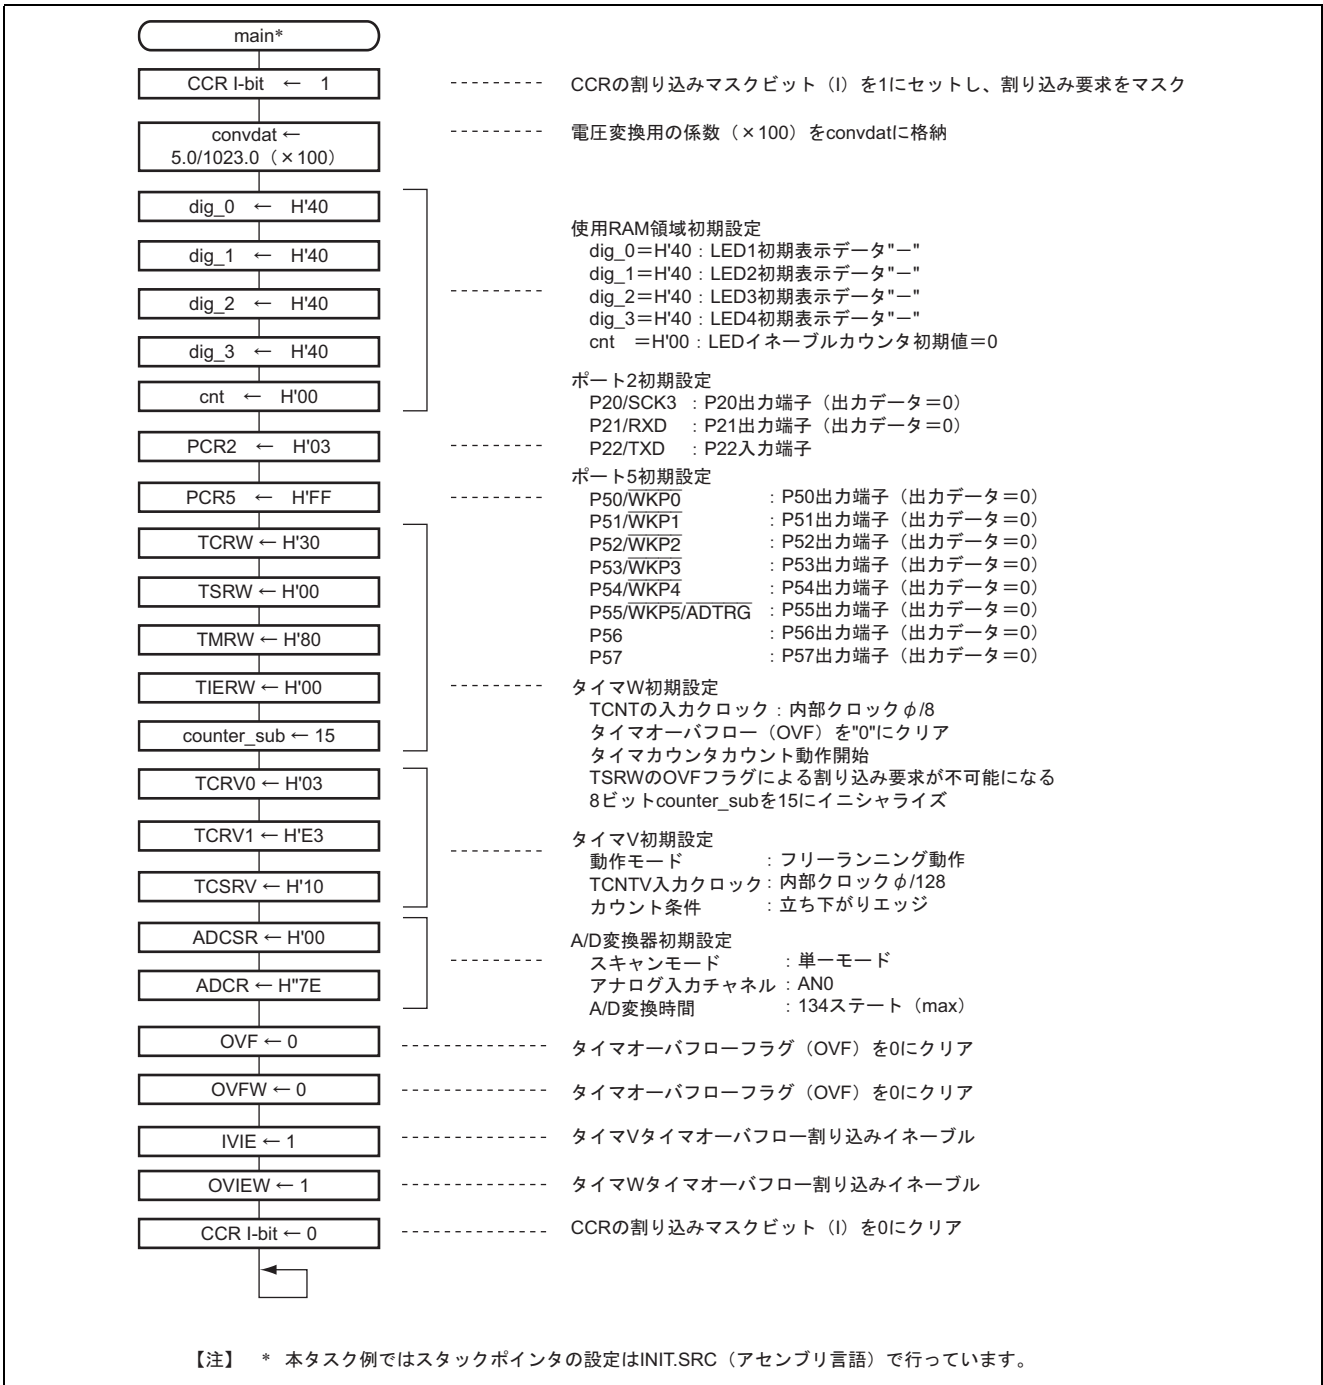 main*
CCR I-bit ← 1
CCRの割り込みマスクビット（I）を1にセットし、割り込み要求をマスク
convdat ←
5.0/1023.0（×100）
電圧変換用の係数（×100）をconvdatに格納
dig_0 ← H'40
dig_1 ← H'40
dig_2 ← H'40
dig_3 ← H'40
cnt ← H'00
使用RAM領域初期設定
dig_0＝H'40：LED1初期表示データ"−"
dig_1＝H'40：LED2初期表示データ"−"
dig_2＝H'40：LED3初期表示データ"−"
dig_3＝H'40：LED4初期表示データ"−"
cnt ＝H'00：LEDイネーブルカウンタ初期値＝0
PCR2 ← H'03
ポート2初期設定
P20/SCK3 ：P20出力端子（出力データ＝0）
P21/RXD ：P21出力端子（出力データ＝0）
P22/TXD ：P22入力端子
PCR5 ← H'FF
ポート5初期設定
P50/WKP0 ：P50出力端子（出力データ＝0）
P51/WKP1 ：P51出力端子（出力データ＝0）
P52/WKP2 ：P52出力端子（出力データ＝0）
P53/WKP3 ：P53出力端子（出力データ＝0）
P54/WKP4 ：P54出力端子（出力データ＝0）
P55/WKP5/ADTRG ：P55出力端子（出力データ＝0）
P56 ：P56出力端子（出力データ＝0）
P57 ：P57出力端子（出力データ＝0）
TCRW ← H'30
TSRW ← H'00
TMRW ← H'80
TIERW ← H'00
counter_sub ← 15
タイマW初期設定
TCNTの入力クロック：内部クロックφ/8
タイマオーバフロー（OVF）を"0"にクリア
タイマカウンタカウント動作開始
TSRWのOVFフラグによる割り込み要求が不可能になる
8ビットcounter_subを15にイニシャライズ
TCRV0 ← H'03
TCRV1 ← H'E3
TCSRV ← H'10
タイマV初期設定
動作モード ：フリーランニング動作
TCNTV入力クロック：内部クロックφ/128
カウント条件 ：立ち下がりエッジ
ADCSR ← H'00
ADCR ← H"7E
A/D変換器初期設定
スキャンモード ：単一モード
アナログ入力チャネル：AN0
A/D変換時間 ：134ステート（max）
OVF ← 0
タイマオーバフローフラグ（OVF）を0にクリア
OVFW ← 0
タイマオーバフローフラグ（OVF）を0にクリア
IVIE ← 1
タイマVタイマオーバフロー割り込みイネーブル
OVIEW ← 1
タイマWタイマオーバフロー割り込みイネーブル
CCR I-bit ← 0
CCRの割り込みマスクビット（I）を0にクリア
【注】 * 本タスク例ではスタックポインタの設定はINIT.SRC（アセンブリ言語）で行っています。